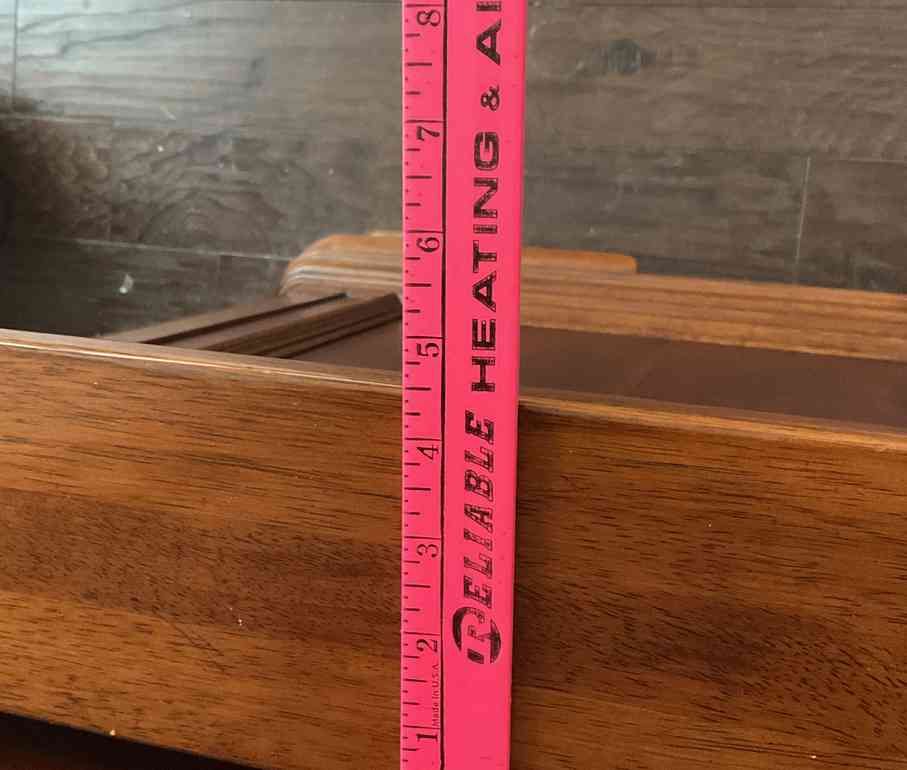 RELIABLE HEATING & AI
Made in U.S.A.
1 2 3 4 5 6 7 8